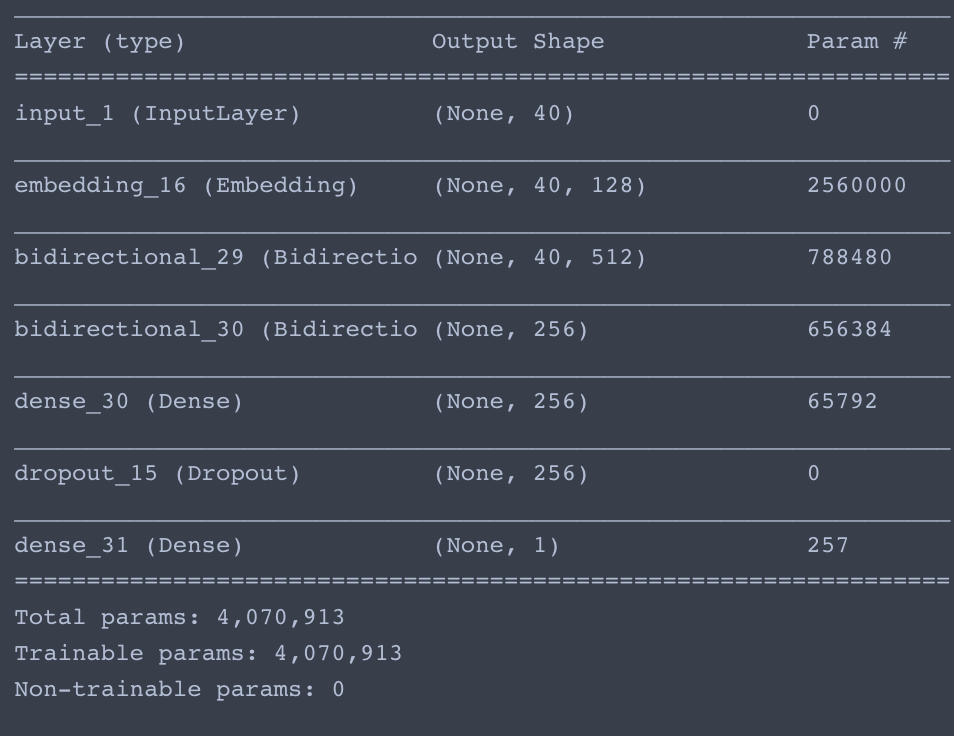 Layer (type) Output Shape Param #
=================================================================
input_1 (InputLayer) (None, 40) 0
_________________________________________________________________
embedding_16 (Embedding) (None, 40, 128) 2560000
_________________________________________________________________
bidirectional_29 (Bidirectio (None, 40, 512) 788480
_________________________________________________________________
bidirectional_30 (Bidirectio (None, 256) 656384
_________________________________________________________________
dense_30 (Dense) (None, 256) 65792
_________________________________________________________________
dropout_15 (Dropout) (None, 256) 0
_________________________________________________________________
dense_31 (Dense) (None, 1) 257
=================================================================
Total params: 4,070,913
Trainable params: 4,070,913
Non-trainable params: 0